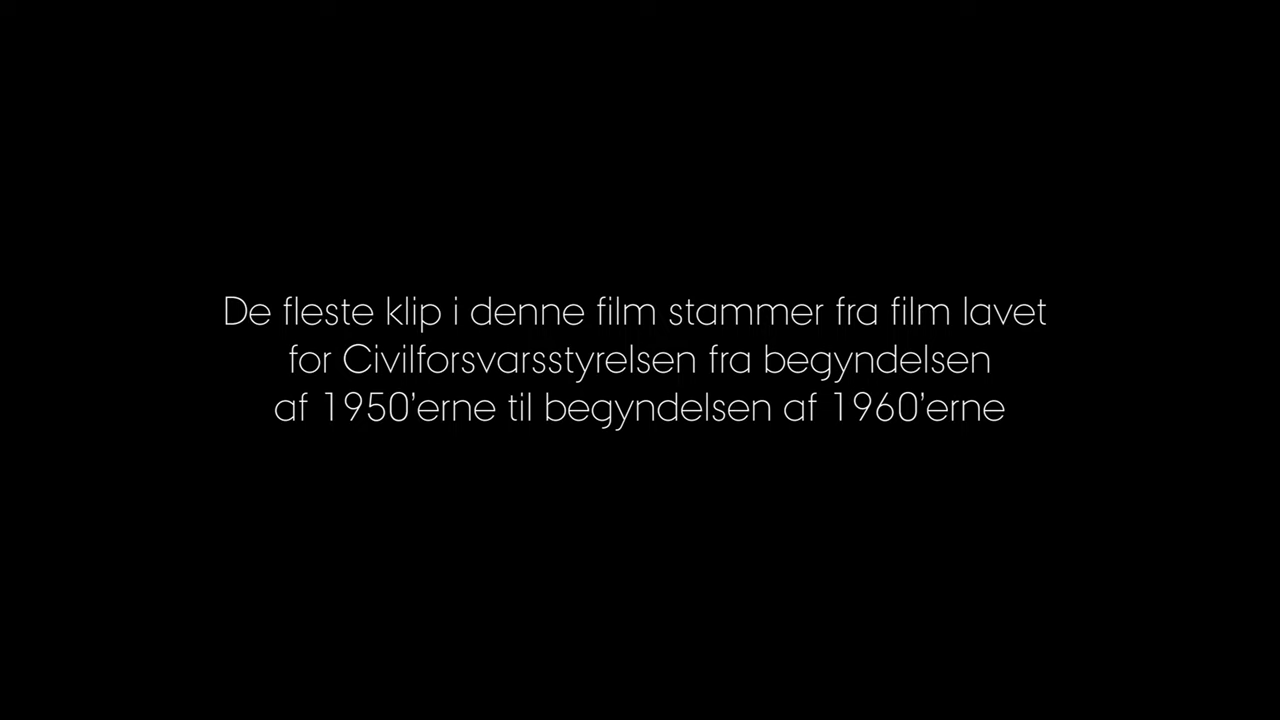 De fleste klip i denne film stammer fra film lavet
for Civilforsvarsstyrelsen fra begyndelsen
af 1950’erne til begyndelsen af 1960’erne